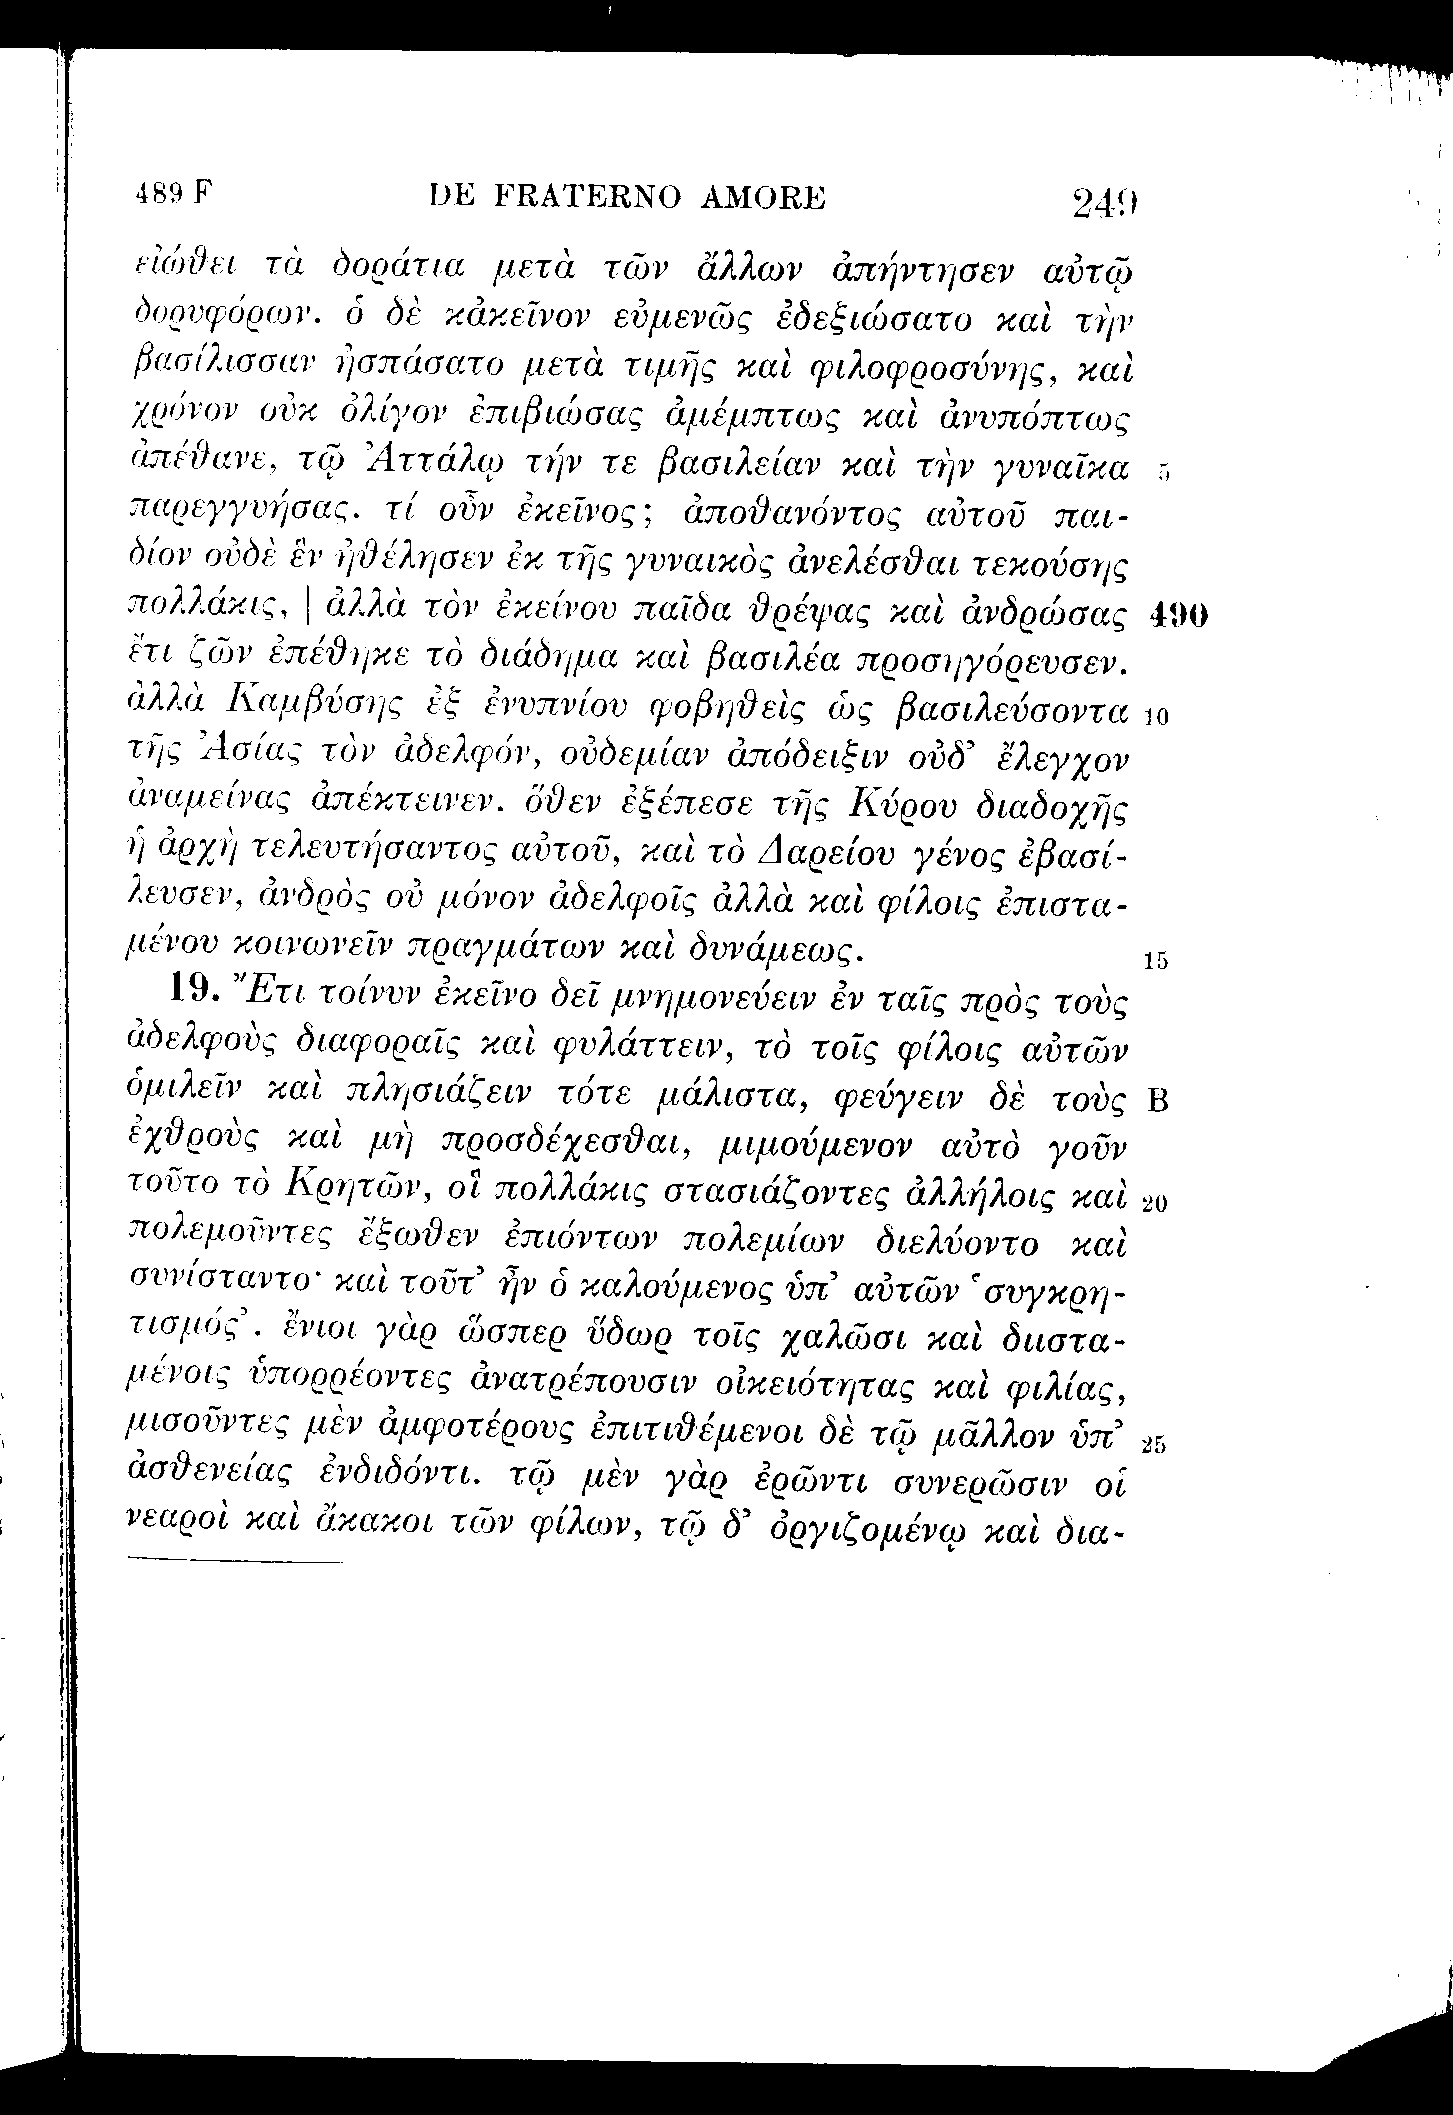 489 F DE FRATERNO AMORE 249
εἰώθει τὰ δοράτια μετὰ τῶν ἄλλων ἀπήντησεν αὐτῷ
δορυφόρων. ὁ δὲ κἀκεῖνον εὐμενῶς ἐδεξιώσατο καὶ τὴν
βασίλισσαν ἠσπάσατο μετὰ τιμῆς καὶ φιλοφροσύνης, καὶ
χρόνον οὐκ ὀλίγον ἐπιβιώσας ἀμέμπτως καὶ ἀνυπόπτως
ἀπέθανε, τῷ Ἀττάλῳ τήν τε βασιλείαν καὶ τὴν γυναῖκα 5
παρεγγυήσας. τί οὖν ἐκεῖνος; ἀποθανόντος αὐτοῦ παι-
δίον οὐδὲ ἓν ἠθέλησεν ἐκ τῆς γυναικὸς ἀνελέσθαι τεκούσης
πολλάκις, | ἀλλὰ τὸν ἐκείνου παῖδα θρέψας καὶ ἀνδρώσας 490
ἔτι ζῶν ἐπέθηκε τὸ διάδημα καὶ βασιλέα προσηγόρευσεν.
ἀλλὰ Καμβύσης ἐξ ἐνυπνίου φοβηθεὶς ὡς βασιλεύσοντα 10
τῆς Ἀσίας τὸν ἀδελφόν, οὐδεμίαν ἀπόδειξιν οὐδ’ ἔλεγχον
ἀναμείνας ἀπέκτεινεν. ὅθεν ἐξέπεσε τῆς Κύρου διαδοχῆς
ἡ ἀρχὴ τελευτήσαντος αὐτοῦ, καὶ τὸ Δαρείου γένος ἐβασί-
λευσεν, ἀνδρὸς οὐ μόνον ἀδελφοῖς ἀλλὰ καὶ φίλοις ἐπιστα-
μένου κοινωνεῖν πραγμάτων καὶ δυνάμεως. 15
19. Ἔτι τοίνυν ἐκεῖνο δεῖ μνημονεύειν ἐν ταῖς πρὸς τοὺς
ἀδελφοὺς διαφοραῖς καὶ φυλάττειν, τὸ τοῖς φίλοις αὐτῶν
ὁμιλεῖν καὶ πλησιάζειν τότε μάλιστα, φεύγειν δὲ τοὺς B
ἐχθροὺς καὶ μὴ προσδέχεσθαι, μιμούμενον αὐτὸ γοῦν
τοῦτο τὸ Κρητῶν, οἳ πολλάκις στασιάζοντες ἀλλήλοις καὶ 20
πολεμοῦντες ἔξωθεν ἐπιόντων πολεμίων διελύοντο καὶ
συνίσταντο· καὶ τοῦτ’ ἦν ὁ καλούμενος ὑπ’ αὐτῶν ‘συγκρη-
τισμός’. ἔνιοι γὰρ ὥσπερ ὕδωρ τοῖς χαλῶσι καὶ διιστα-
μένοις ὑπορρέοντες ἀνατρέπουσιν οἰκειότητας καὶ φιλίας,
μισοῦντες μὲν ἀμφοτέρους ἐπιτιθέμενοι δὲ τῷ μᾶλλον ὑπ’ 25
ἀσθενείας ἐνδιδόντι. τῷ μὲν γὰρ ἐρῶντι συνερῶσιν οἱ
νεαροὶ καὶ ἄκακοι τῶν φίλων, τῷ δ’ ὀργιζομένῳ καὶ δια-